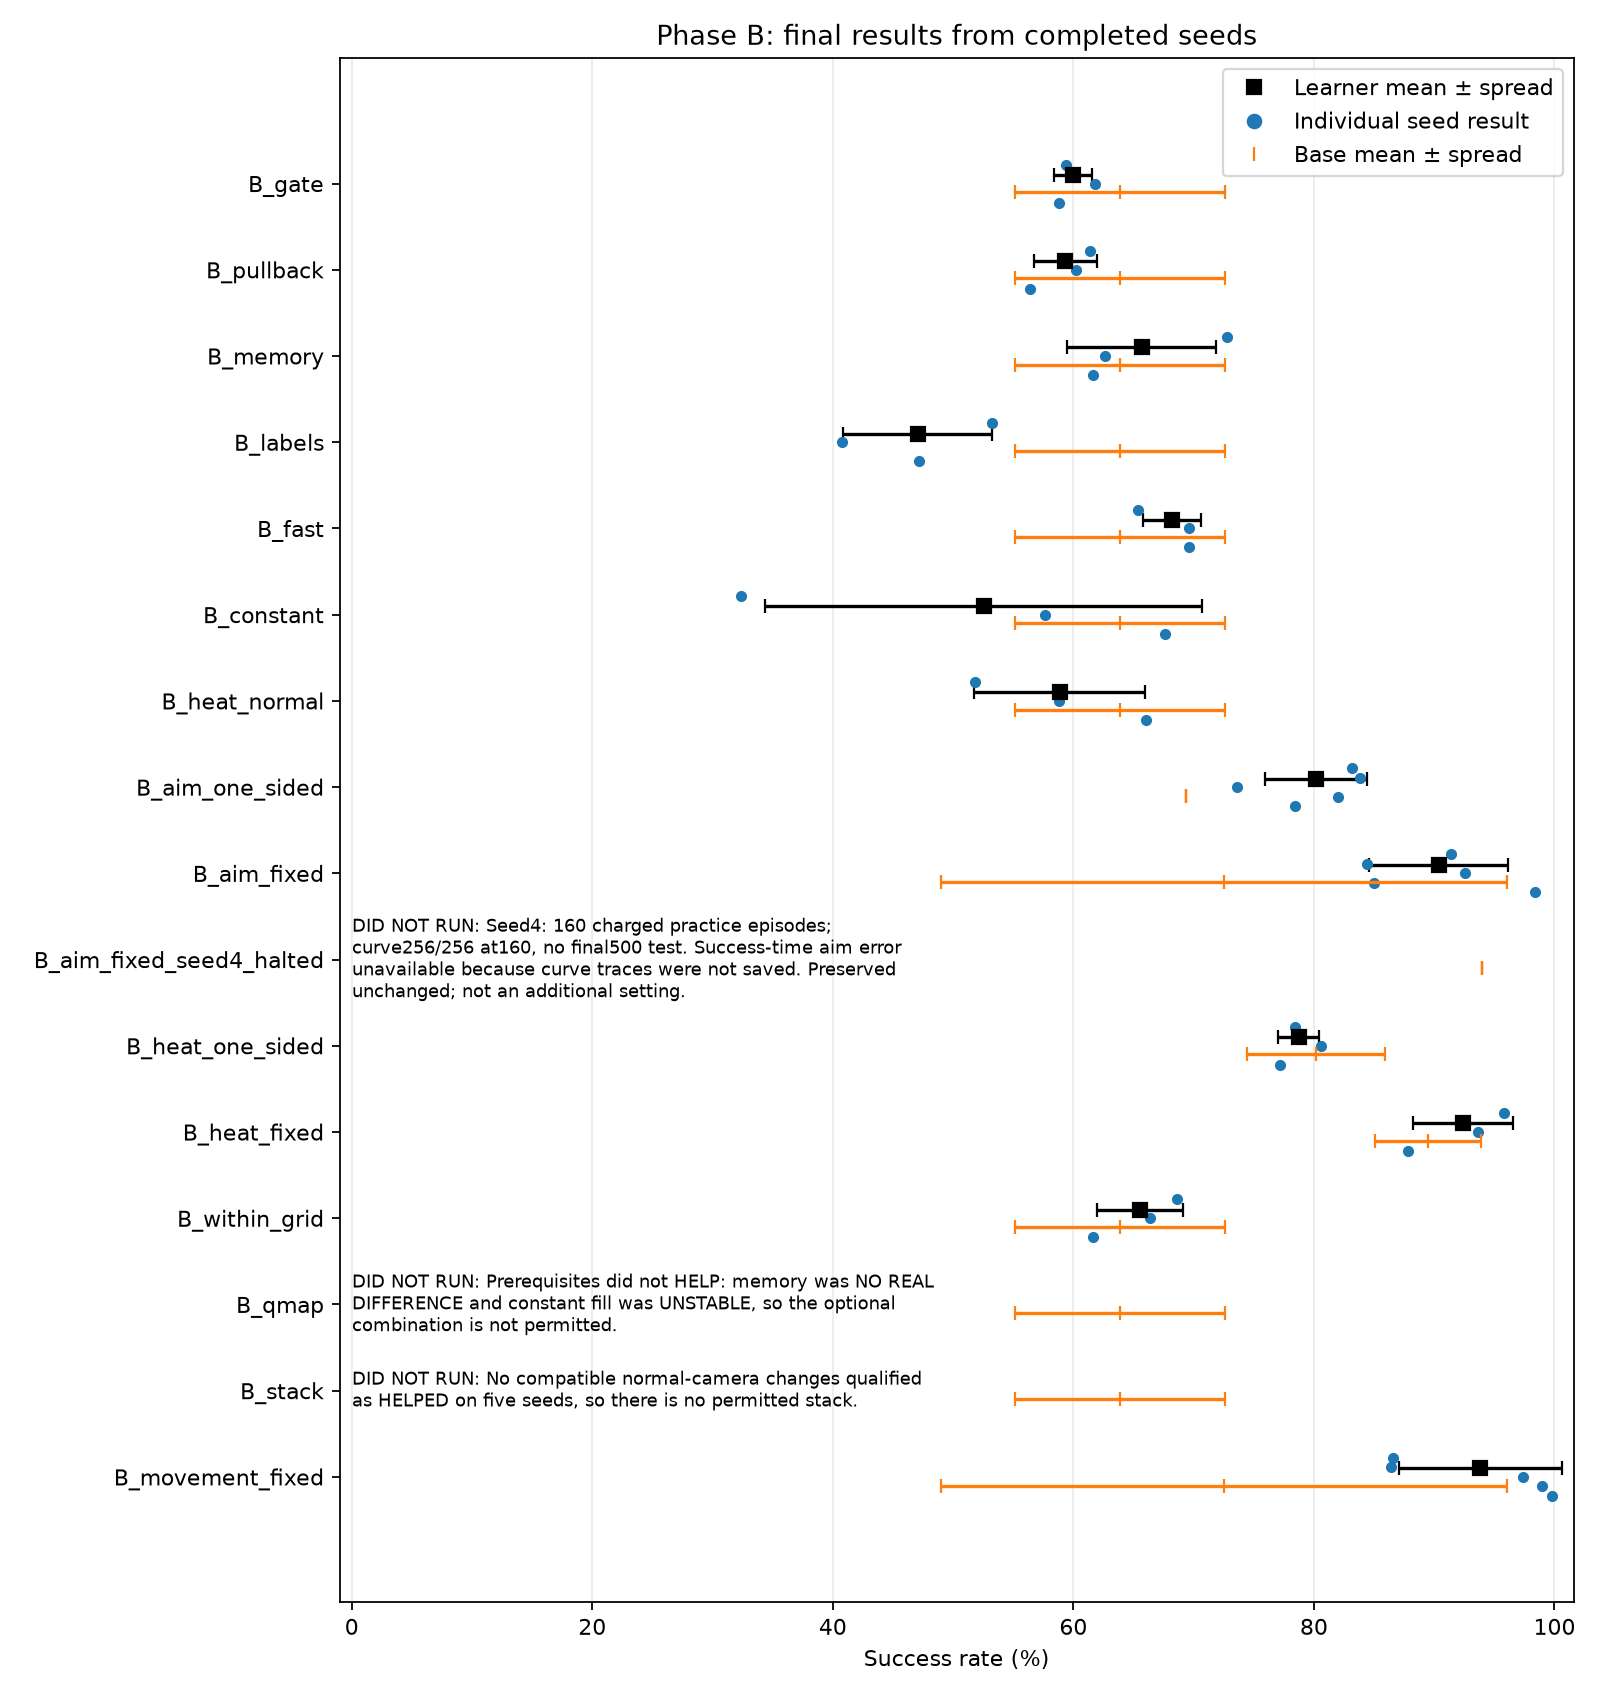 Phase B: final results from completed seeds
Learner mean ± spread
Individual seed result
Base mean ± spread
B_gate
B_pullback
B_memory
B_labels
B_fast
B_constant
B_heat_normal
B_aim_one_sided
B_aim_fixed
B_aim_fixed_seed4_halted
DID NOT RUN: Seed4: 160 charged practice episodes;
curve256/256 at160, no final500 test. Success-time aim error
unavailable because curve traces were not saved. Preserved
unchanged; not an additional setting.
B_heat_one_sided
B_heat_fixed
B_within_grid
B_qmap
DID NOT RUN: Prerequisites did not HELP: memory was NO REAL
DIFFERENCE and constant fill was UNSTABLE, so the optional
combination is not permitted.
B_stack
DID NOT RUN: No compatible normal-camera changes qualified
as HELPED on five seeds, so there is no permitted stack.
B_movement_fixed
0 20 40 60 80 100
Success rate (%)